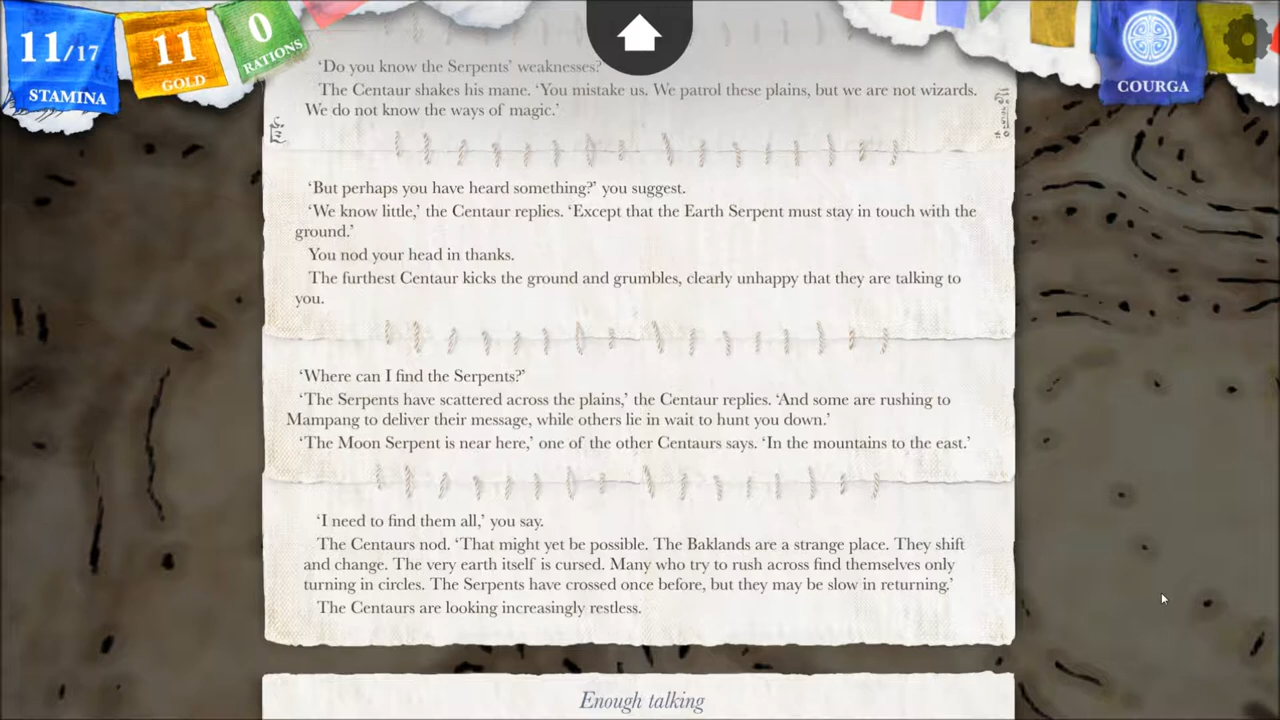 11/17
STAMINA
11
GOLD
0
RATIONS
COURGA
‘Do you know the Serpents’ weaknesses?’
The Centaur shakes his mane. ‘You mistake us. We patrol these plains, but we are not wizards.
We do not know the ways of magic.’
‘But perhaps you have heard something?’ you suggest.
‘We know little,’ the Centaur replies. ‘Except that the Earth Serpent must stay in touch with the
ground.’
You nod your head in thanks.
The furthest Centaur kicks the ground and grumbles, clearly unhappy that they are talking to
you.
‘Where can I find the Serpents?’
‘The Serpents have scattered across the plains,’ the Centaur replies. ‘And some are rushing to
Mampang to deliver their message, while others lie in wait to hunt you down.’
‘The Moon Serpent is near here,’ one of the other Centaurs says. ‘In the mountains to the east.’
‘I need to find them all,’ you say.
The Centaurs nod. ‘That might yet be possible. The Baklands are a strange place. They shift
and change. The very earth itself is cursed. Many who try to rush across find themselves only
turning in circles. The Serpents have crossed once before, but they may be slow in returning.’
The Centaurs are looking increasingly restless.
Enough talking